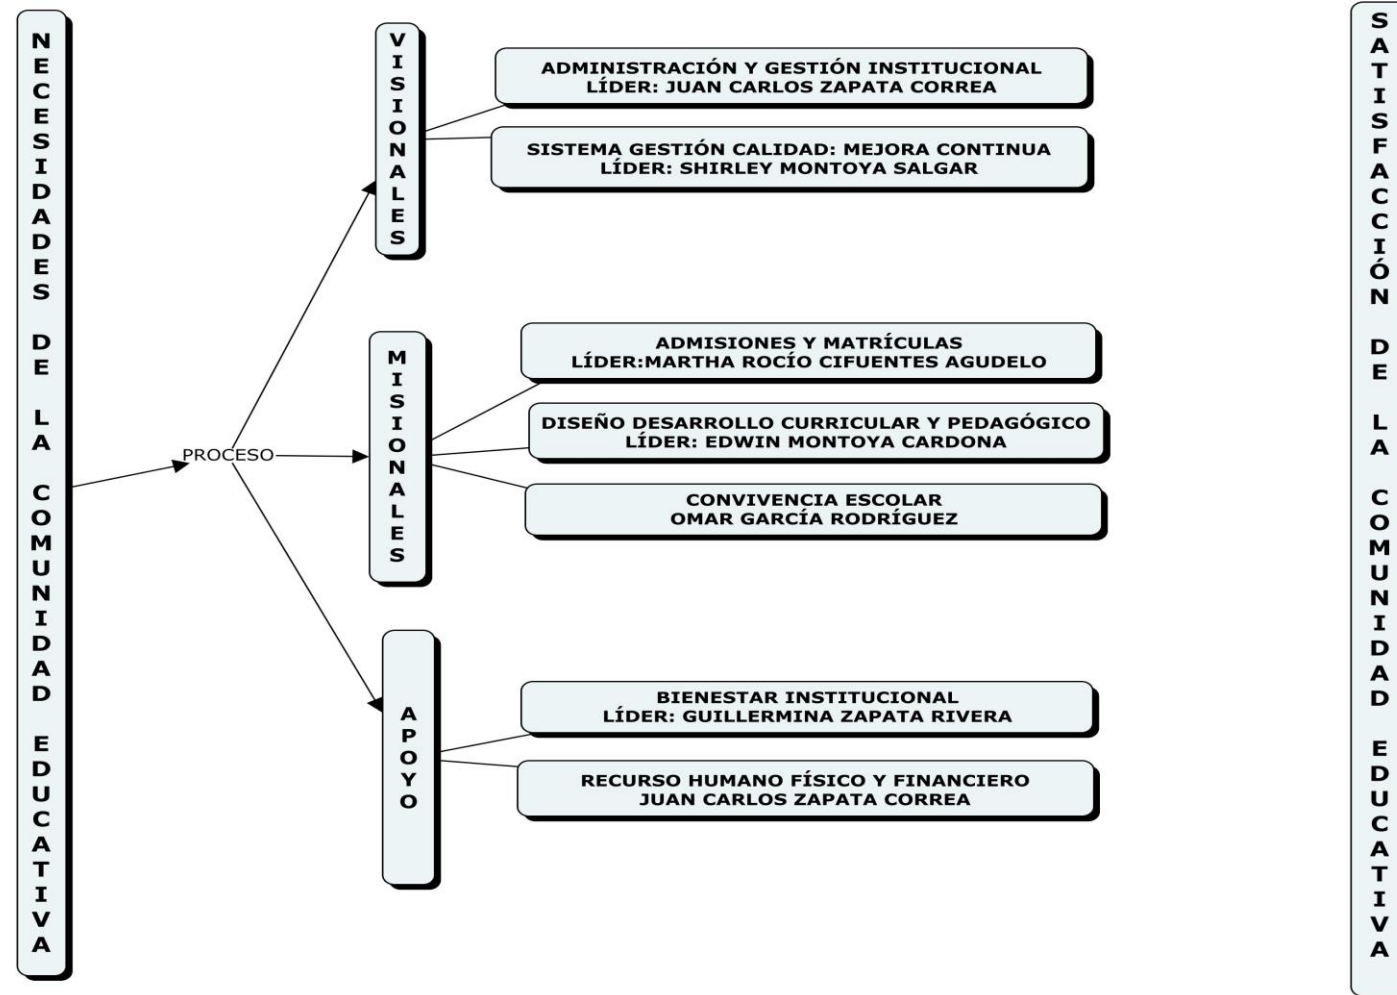 NECESIDADES DE LA COMUNIDAD EDUCATIVA
PROCESO
VISIONALES
ADMINISTRACIÓN Y GESTIÓN INSTITUCIONAL
LÍDER: JUAN CARLOS ZAPATA CORREA
SISTEMA GESTIÓN CALIDAD: MEJORA CONTINUA
LÍDER: SHIRLEY MONTOYA SALGAR
MISIONALES
ADMISIONES Y MATRÍCULAS
LÍDER:MARTHA ROCÍO CIFUENTES AGUDELO
DISEÑO DESARROLLO CURRICULAR Y PEDAGÓGICO
LÍDER: EDWIN MONTOYA CARDONA
CONVIVENCIA ESCOLAR
OMAR GARCÍA RODRÍGUEZ
APOYO
BIENESTAR INSTITUCIONAL
LÍDER: GUILLERMINA ZAPATA RIVERA
RECURSO HUMANO FÍSICO Y FINANCIERO
JUAN CARLOS ZAPATA CORREA
SATISFACCIÓN DE LA COMUNIDAD EDUCATIVA